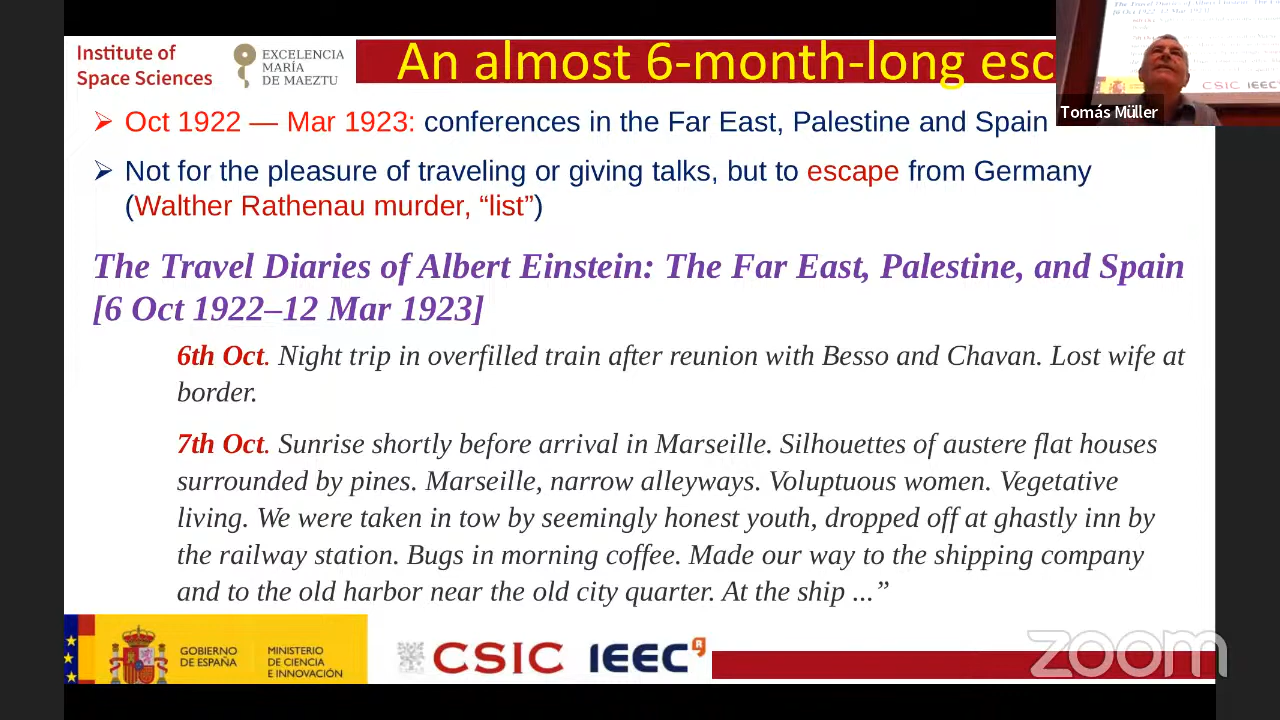 Institute of
Space Sciences
EXCELENCIA
MARÍA
DE MAEZTU
An almost 6-month-long esc
Tomás Müller
➢ Oct 1922 — Mar 1923: conferences in the Far East, Palestine and Spain
➢ Not for the pleasure of traveling or giving talks, but to escape from Germany
(Walther Rathenau murder, “list”)
The Travel Diaries of Albert Einstein: The Far East, Palestine, and Spain
[6 Oct 1922–12 Mar 1923]
6th Oct. Night trip in overfilled train after reunion with Besso and Chavan. Lost wife at
border.
7th Oct. Sunrise shortly before arrival in Marseille. Silhouettes of austere flat houses
surrounded by pines. Marseille, narrow alleyways. Voluptuous women. Vegetative
living. We were taken in tow by seemingly honest youth, dropped off at ghastly inn by
the railway station. Bugs in morning coffee. Made our way to the shipping company
and to the old harbor near the old city quarter. At the ship ...”
GOBIERNO
DE ESPAÑA
MINISTERIO
DE CIENCIA
E INNOVACIÓN
CSIC
IEEC
zoom
CSIC IEEC